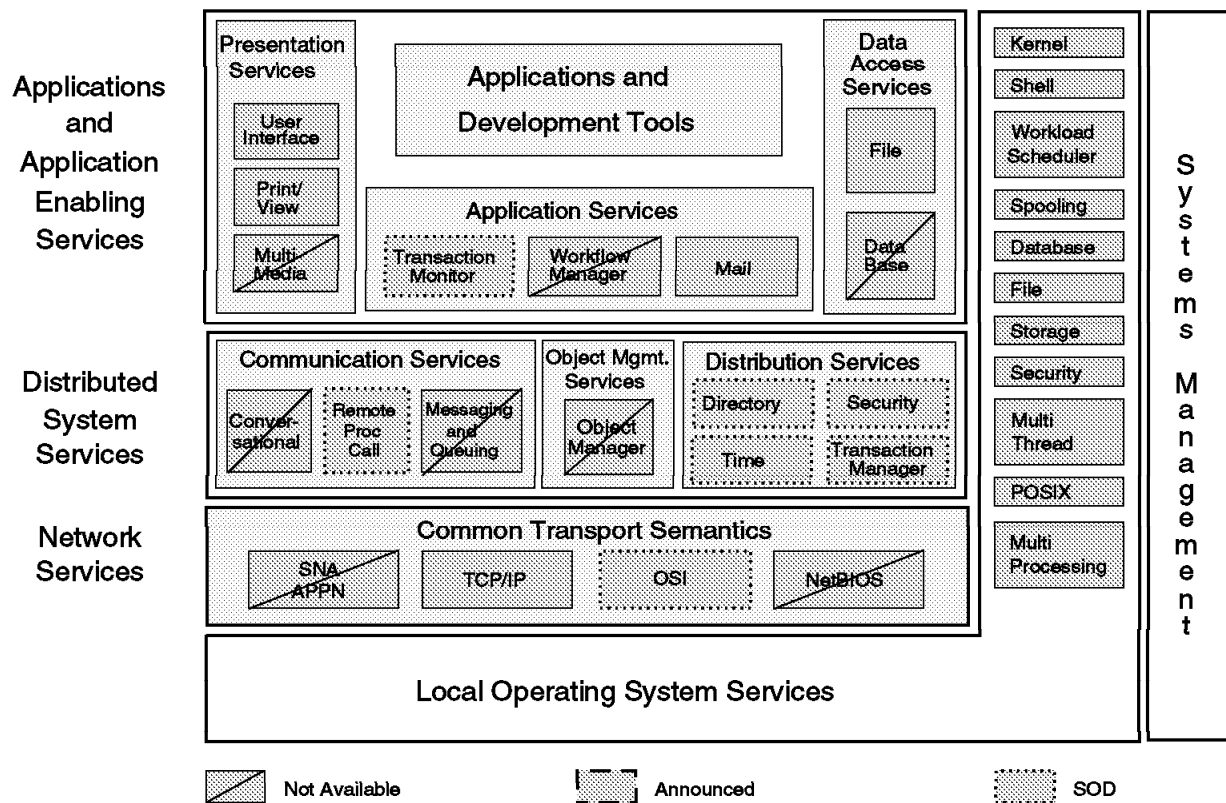 Applications
and
Application
Enabling
Services
Presentation
Services
User
Interface
Print/
View
Multi
Media
Applications and
Development Tools
Application Services
Transaction
Monitor
Workflow
Manager
Mail
Data
Access
Services
File
Data
Base
Distributed
System
Services
Communication Services
Conver-
sational
Remote
Proc
Call
Messaging
and
Queuing
Object Mgmt.
Services
Object
Manager
Distribution Services
Directory
Security
Time
Transaction
Manager
Network
Services
Common Transport Semantics
SNA
APPN
TCP/IP
OSI
NetBIOS
Local Operating System Services
Kernel
Shell
Workload
Scheduler
Spooling
Database
File
Storage
Security
Multi
Thread
POSIX
Multi
Processing
Systems Management
Not Available
Announced
SOD